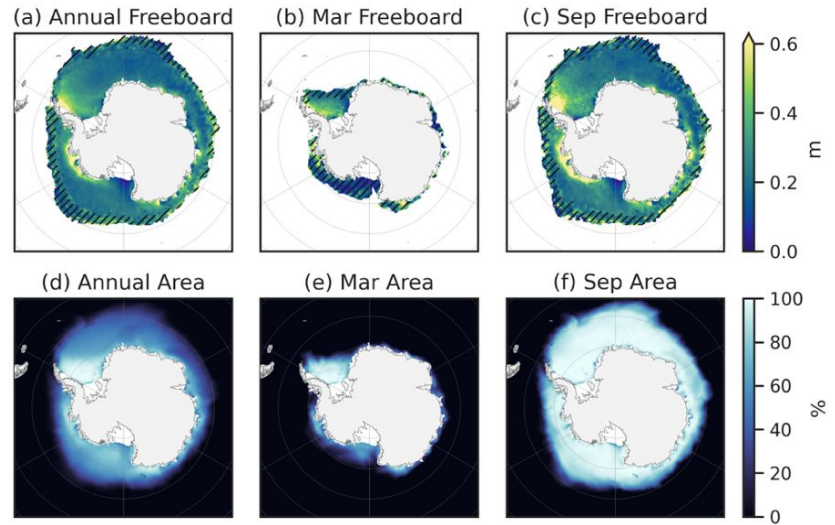 (a) Annual Freeboard
(b) Mar Freeboard
(c) Sep Freeboard
0.6
0.4
0.2
0.0
m
(d) Annual Area
(e) Mar Area
(f) Sep Area
100
80
60
40
20
0
%